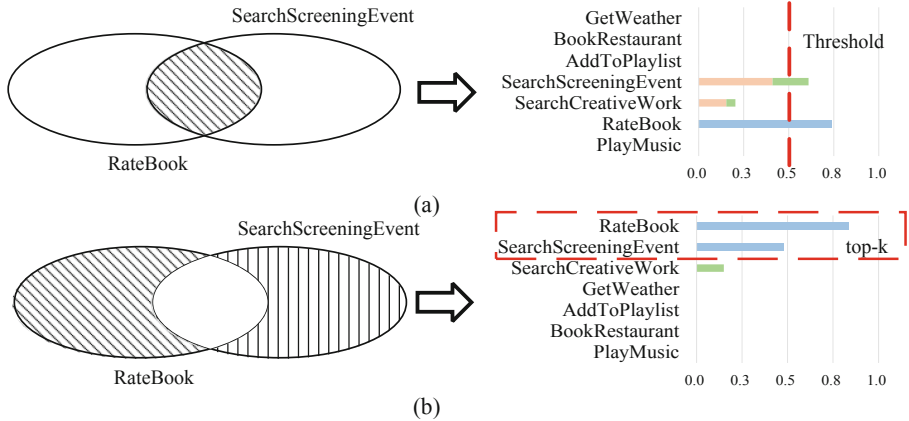 SearchScreeningEvent
RateBook
GetWeather
BookRestaurant
AddToPlaylist
SearchScreeningEvent
SearchCreativeWork
RateBook
PlayMusic
Threshold
0.0 0.3 0.5 0.8 1.0
(a)
SearchScreeningEvent
RateBook
RateBook
SearchScreeningEvent
top-k
SearchCreativeWork
GetWeather
AddToPlaylist
BookRestaurant
PlayMusic
0.0 0.3 0.5 0.8 1.0
(b)